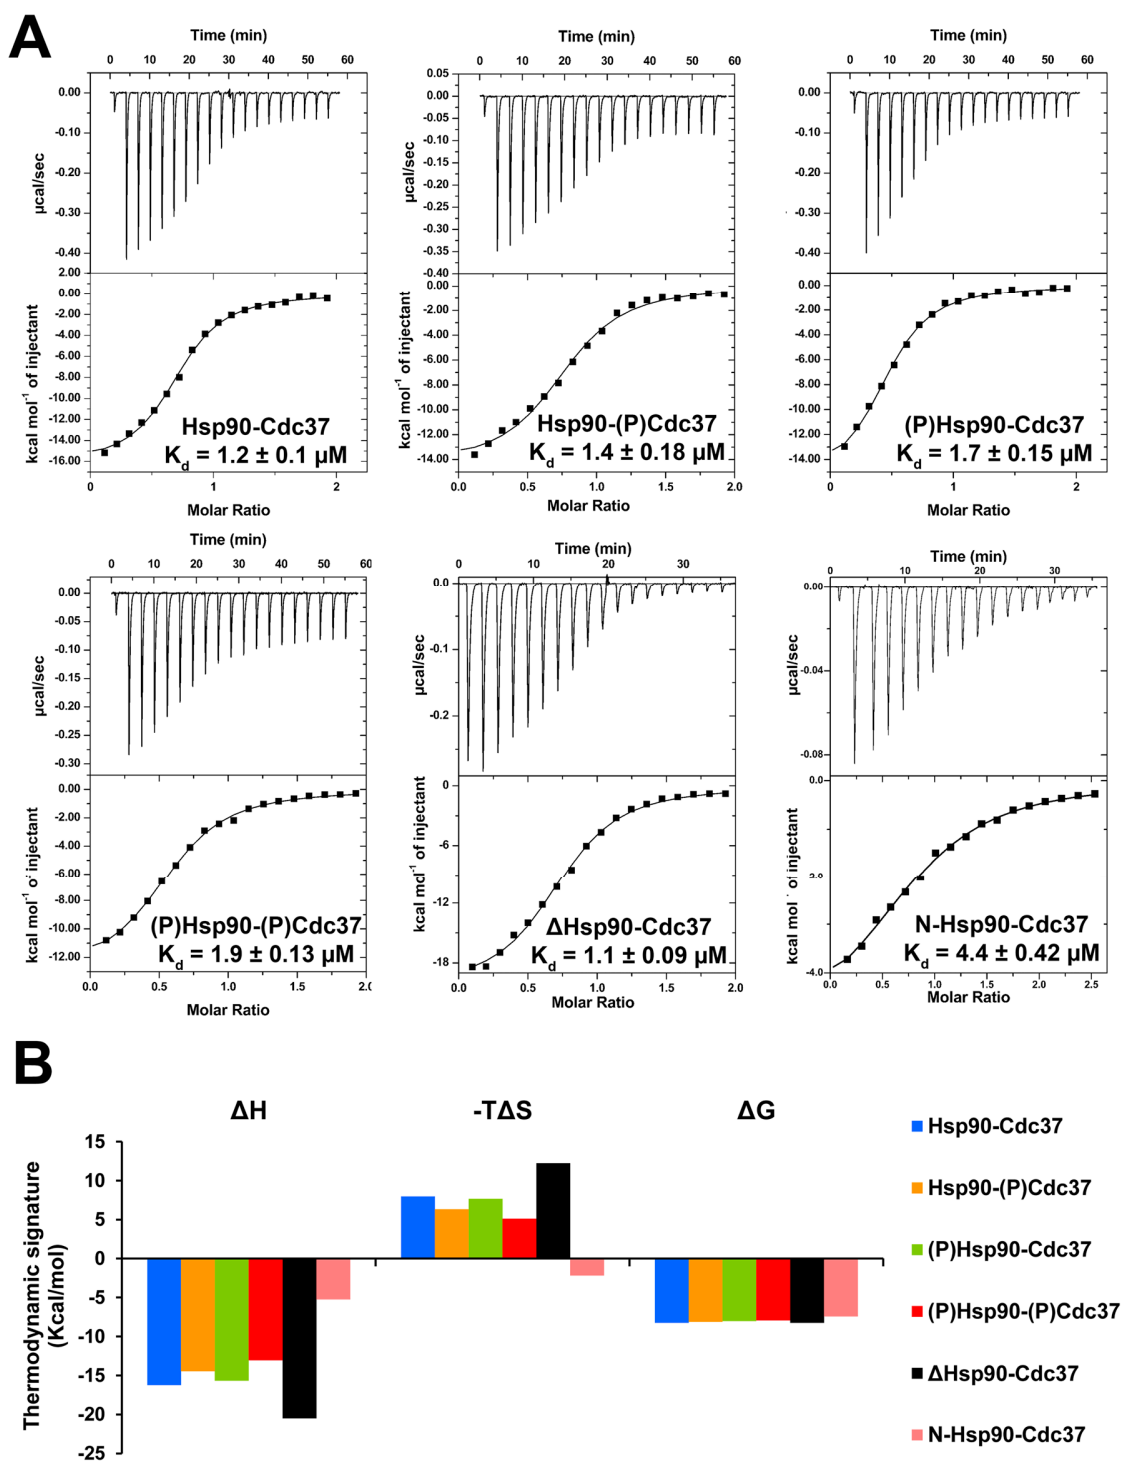 A
Time (min)
0 10 20 30 40 50 60
0.00
-0.10
-0.20
-0.30
-0.40
µcal/sec
2.00
0.00
-2.00
-4.00
-6.00
-8.00
-10.00
-12.00
-14.00
-16.00
kcal mol-1 of injectant
Hsp90-Cdc37
Kd = 1.2 ± 0.1 µM
0 1 2
Molar Ratio
Time (min)
0 10 20 30 40 50 60
0.05
0.00
-0.05
-0.10
-0.15
-0.20
-0.25
-0.30
-0.35
-0.40
µcal/sec
0.00
-2.00
-4.00
-6.00
-8.00
-10.00
-12.00
-14.00
kcal mol-1 of injectant
Hsp90-(P)Cdc37
Kd = 1.4 ± 0.18 µM
0.0 0.5 1.0 1.5 2.0
Molar Ratio
Time (min)
0 10 20 30 40 50 60
0.00
-0.10
-0.20
-0.30
-0.40
µcal/sec
0.00
-2.00
-4.00
-6.00
-8.00
-10.00
-12.00
-14.00
kcal mol-1 of injectant
(P)Hsp90-Cdc37
Kd = 1.7 ± 0.15 µM
0 1 2
Molar Ratio
Time (min)
0 10 20 30 40 50 60
0.00
-0.05
-0.10
-0.15
-0.20
-0.25
-0.30
µcal/sec
0.00
-2.00
-4.00
-6.00
-8.00
-10.00
-12.00
kcal mol-1 of injectant
(P)Hsp90-(P)Cdc37
Kd = 1.9 ± 0.13 µM
0.0 0.5 1.0 1.5
Molar Ratio
Time (min)
0 10 20 30
0.0
-0.1
-0.2
µcal/sec
0
-6
-12
-18
kcal mol-1 of injectant
ΔHsp90-Cdc37
Kd = 1.1 ± 0.09 µM
0.0 0.5 1.0 1.5 2.0
Molar Ratio
Time (min)
0 10 20 30
0.00
-0.04
-0.08
µcal/sec
0.0
-4.0
kcal mol-1 of injectant
N-Hsp90-Cdc37
Kd = 4.4 ± 0.42 µM
0.0 0.5 1.0 1.5 2.0 2.5
Molar Ratio
B
ΔH -TΔS ΔG
15
10
5
0
-5
-10
-15
-20
-25
Thermodynamic signature
(Kcal/mol)
Hsp90-Cdc37
Hsp90-(P)Cdc37
(P)Hsp90-Cdc37
(P)Hsp90-(P)Cdc37
ΔHsp90-Cdc37
N-Hsp90-Cdc37